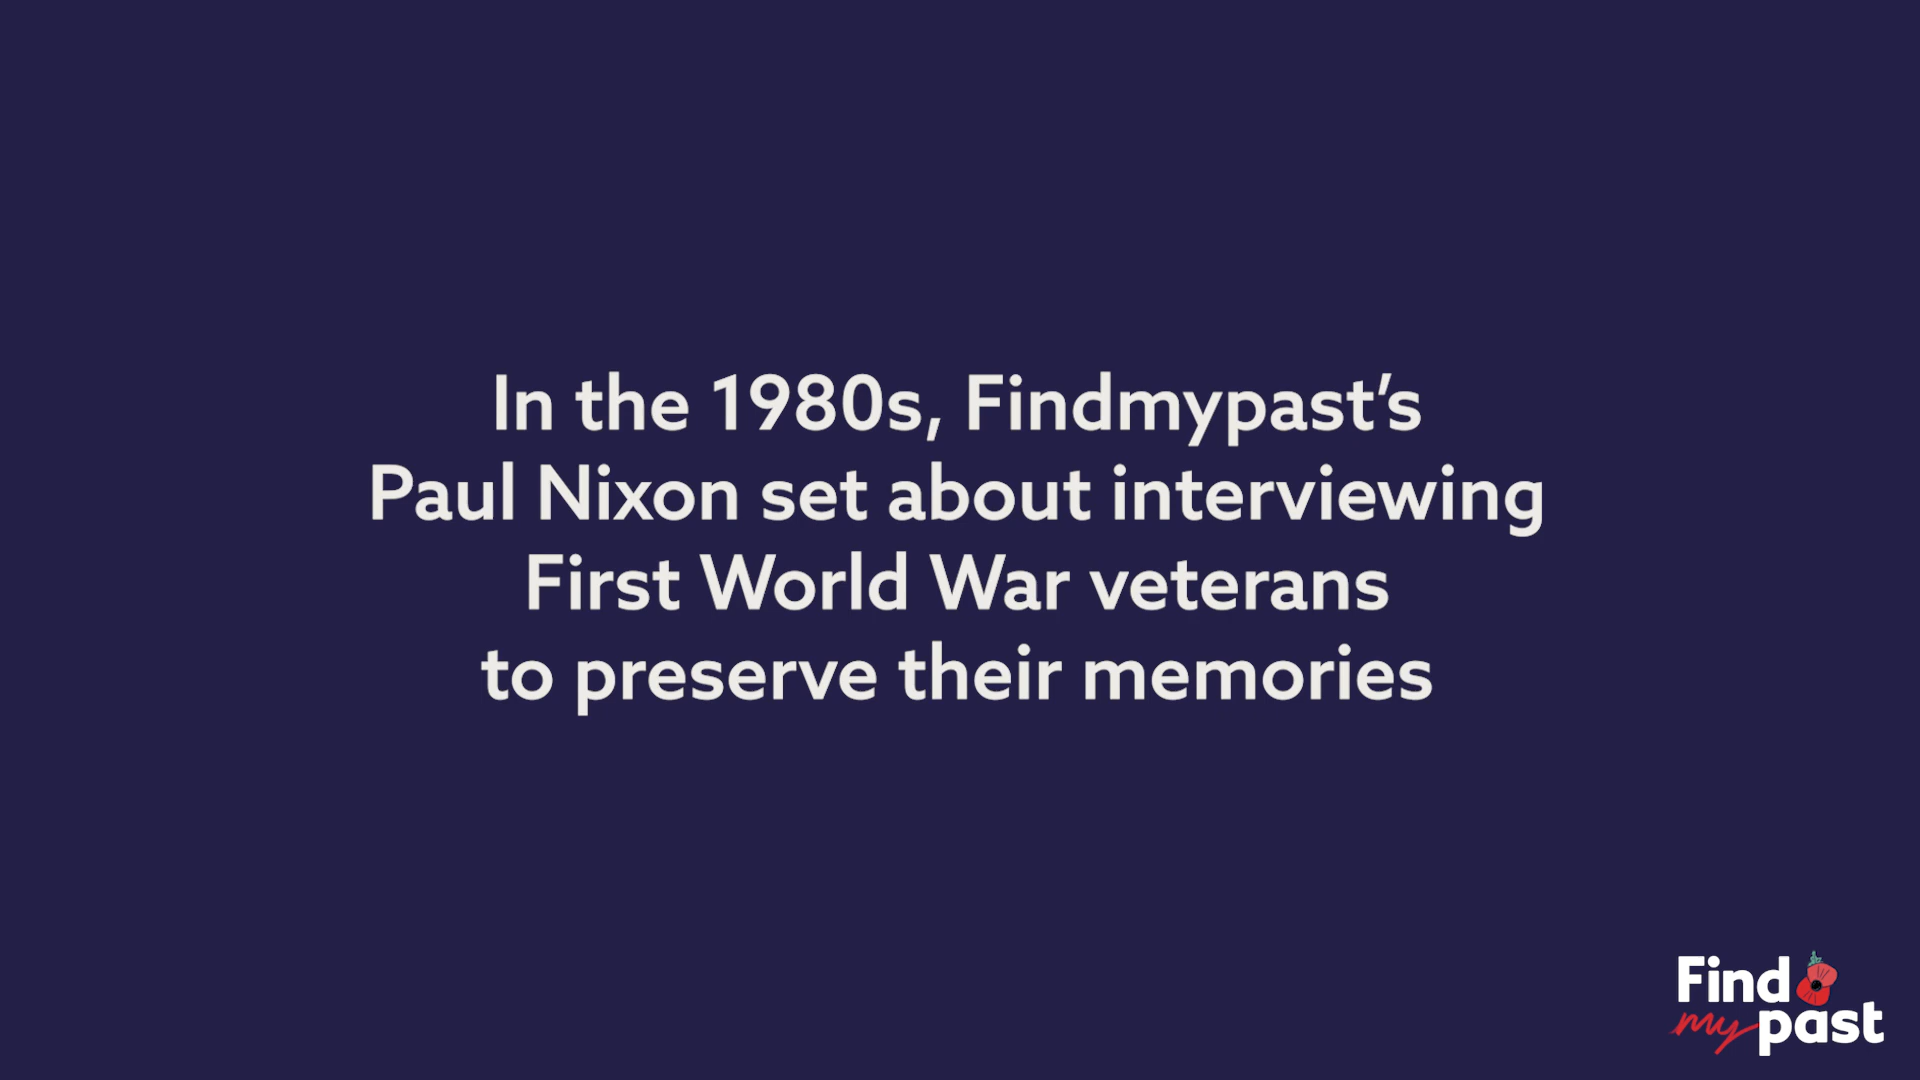 In the 1980s, Findmypast’s
Paul Nixon set about interviewing
First World War veterans
to preserve their memories
Find
my past